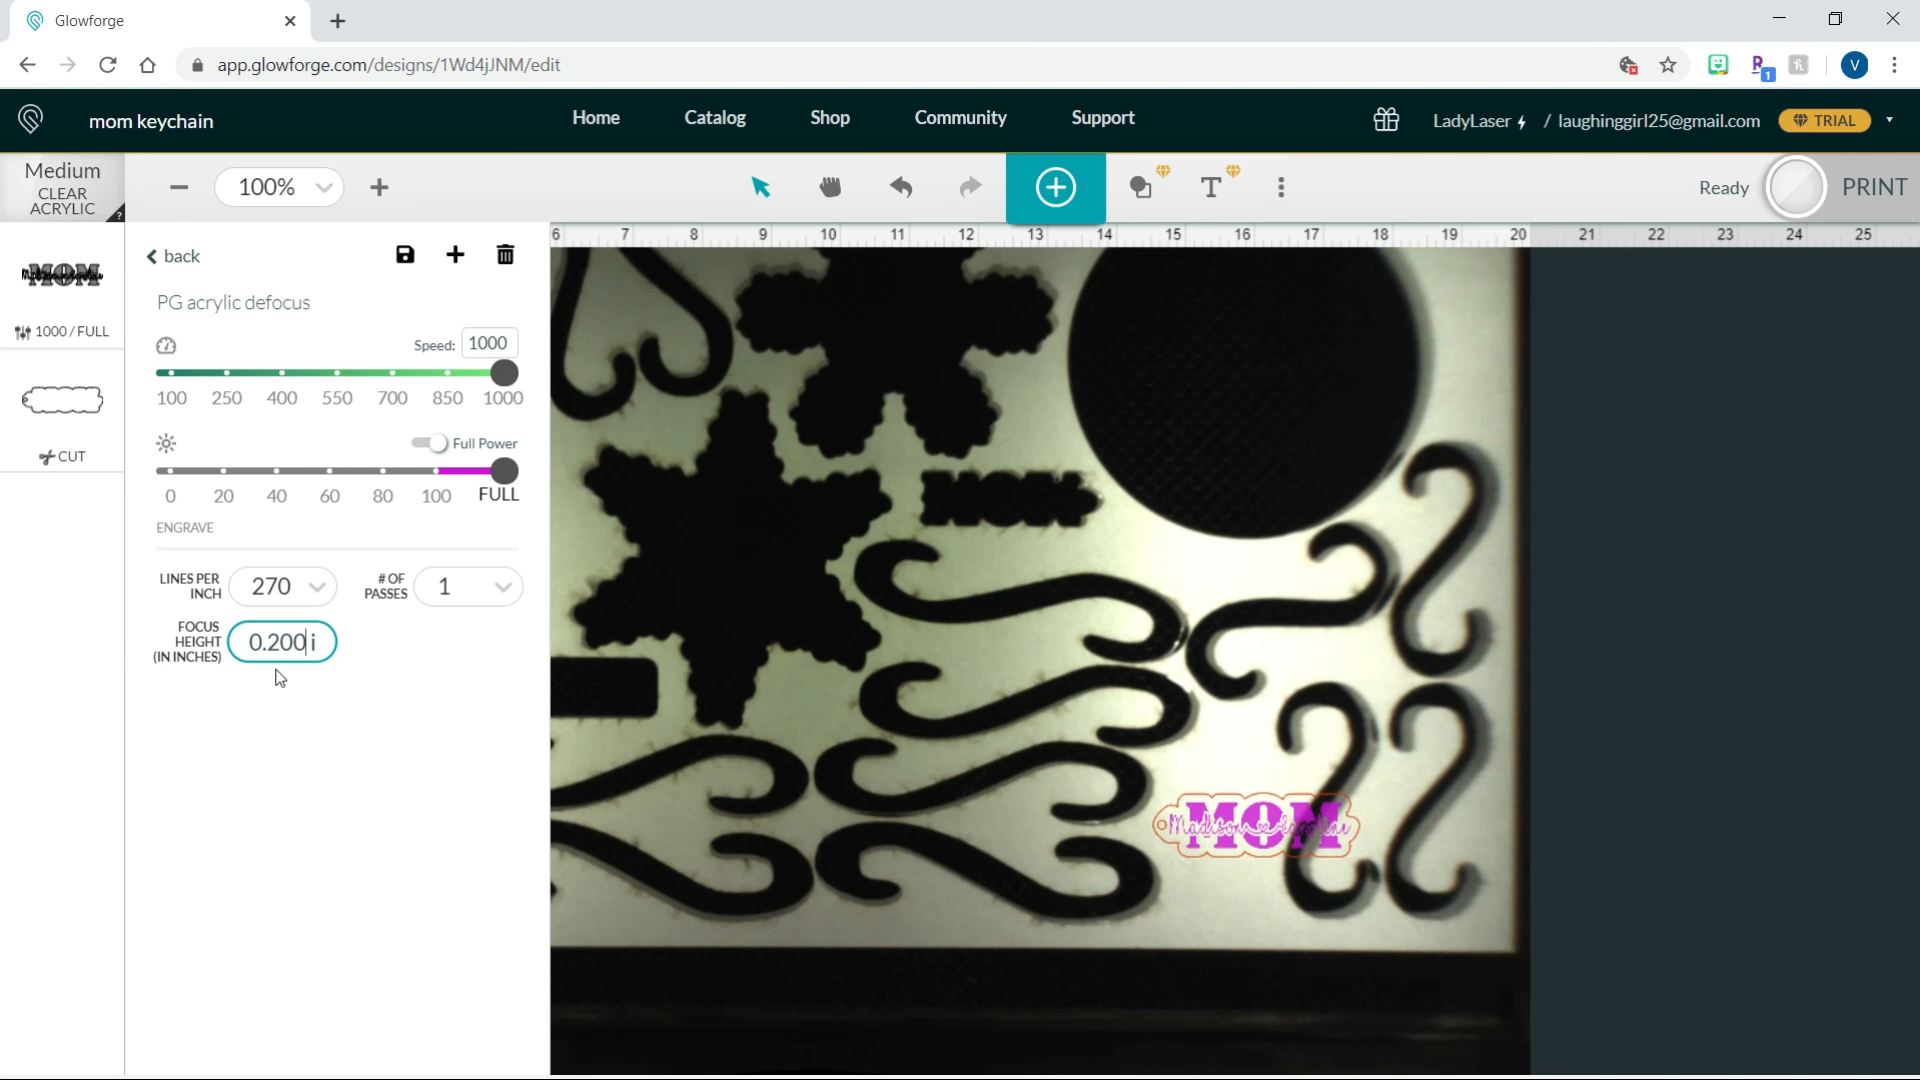 Glowforge
app.glowforge.com/designs/1Wd4jJNM/edit
1
V
mom keychain
Home
Catalog
Shop
Community
Support
LadyLaser
/ laughinggirl25@gmail.com
TRIAL
Medium
CLEAR
ACRYLIC
?
100%
T
Ready
PRINT
MOM
1000 / FULL
CUT
back
PG acrylic defocus
Speed: 1000
100 250 400 550 700 850 1000
Full Power
0 20 40 60 80 100 FULL
ENGRAVE
LINES PER
INCH
270
# OF
PASSES
1
FOCUS
HEIGHT
(IN INCHES)
0.200 i
6 7 8 9 10 11 12 13 14 15 16 17 18 19 20 21 22 23 24 25
MOM
Madison Karoline